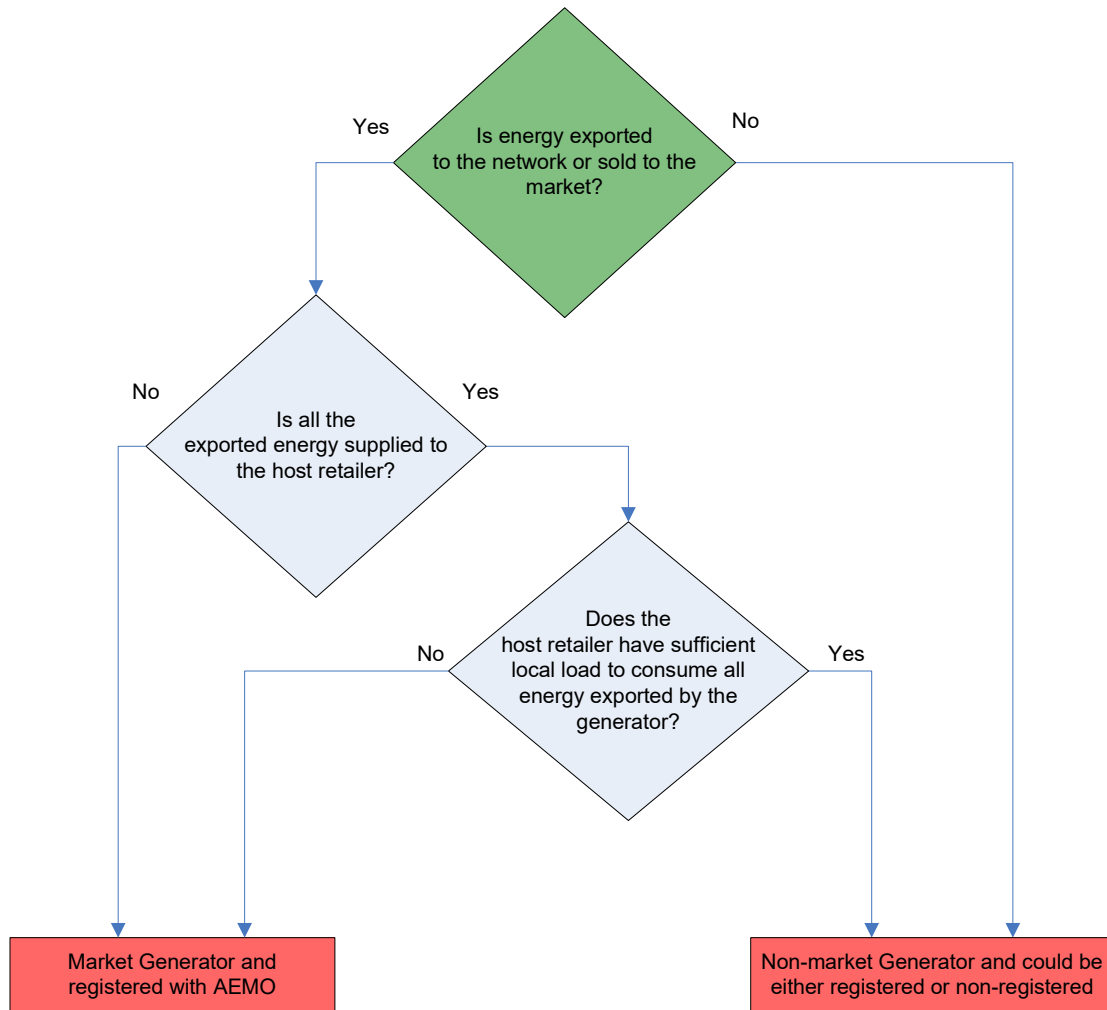 Yes
No
Is energy exported
to the network or sold to the
market?
No
Yes
Is all the
exported energy supplied to
the host retailer?
No
Yes
Does the
host retailer have sufficient
local load to consume all
energy exported by the
generator?
Market Generator and
registered with AEMO
Non-market Generator and could be
either registered or non-registered